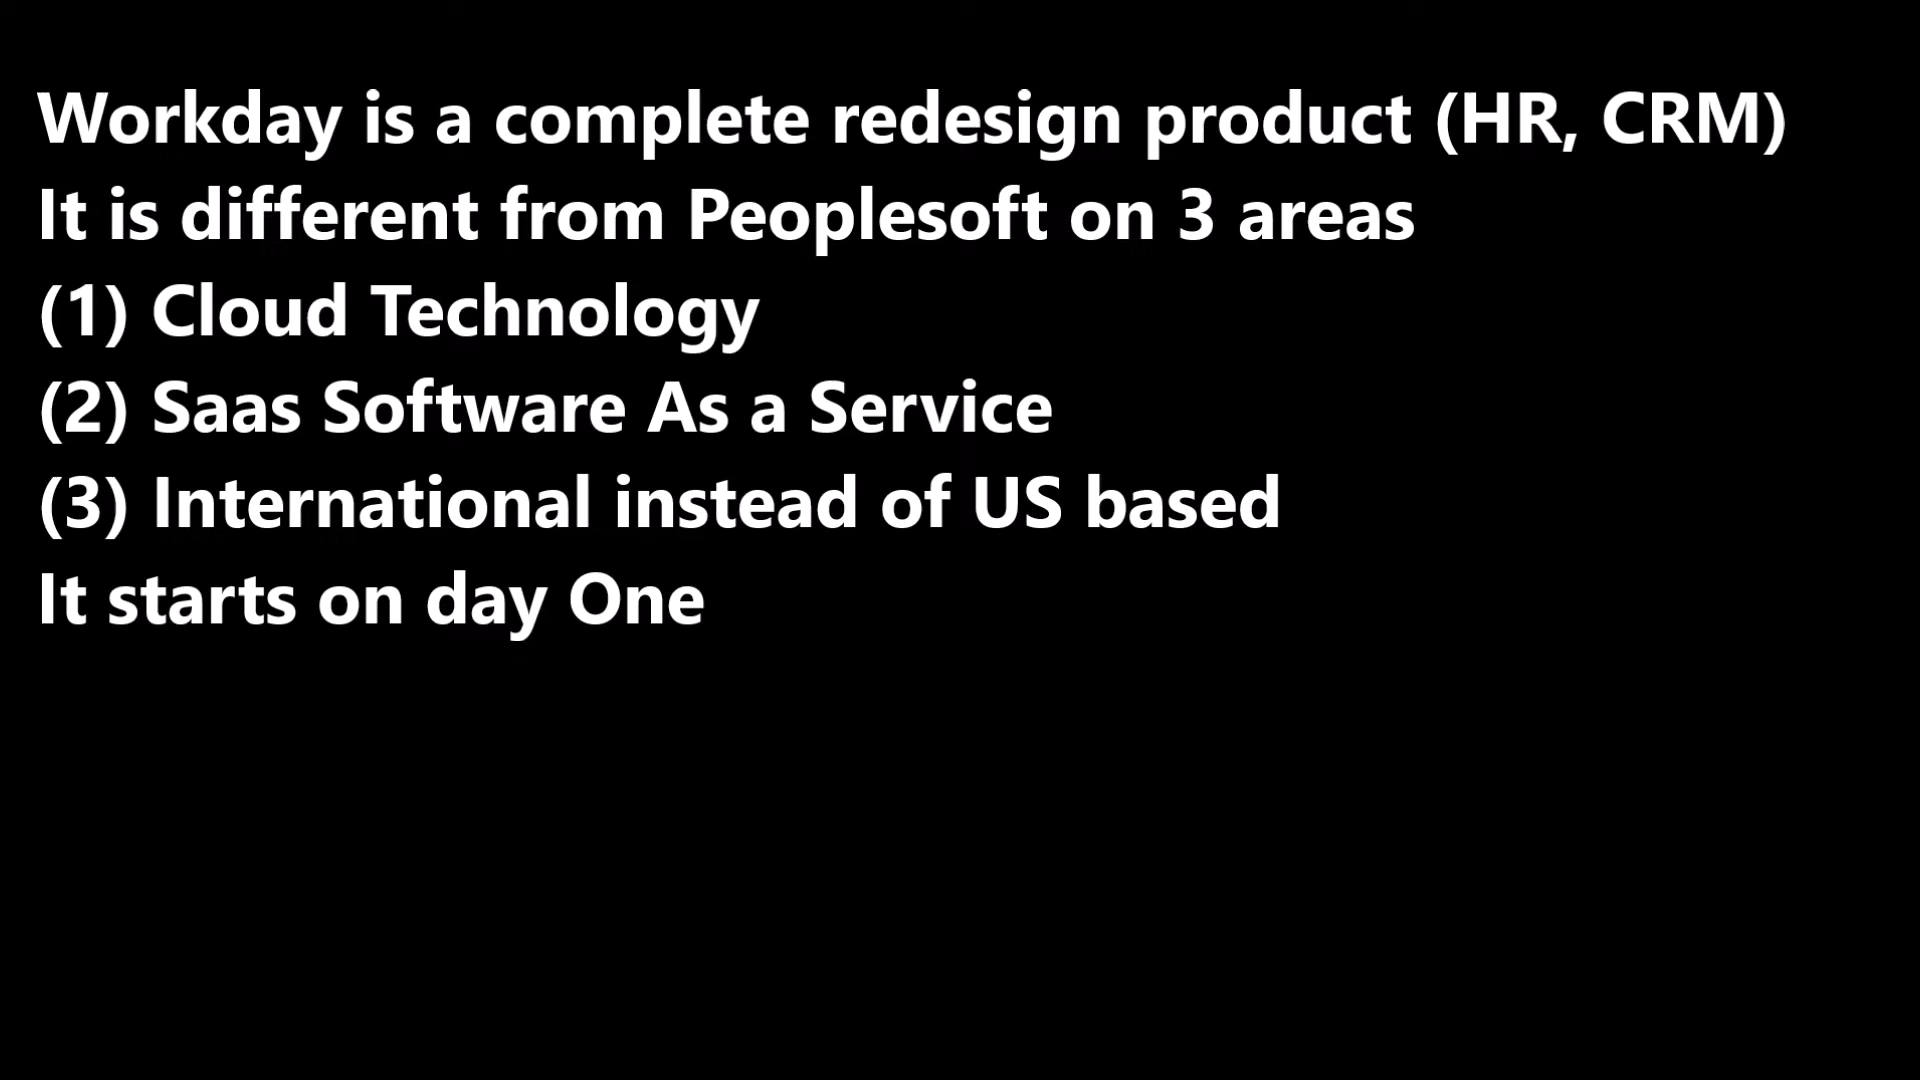 Workday is a complete redesign product (HR, CRM)
It is different from Peoplesoft on 3 areas
(1) Cloud Technology
(2) Saas Software As a Service
(3) International instead of US based
It starts on day One